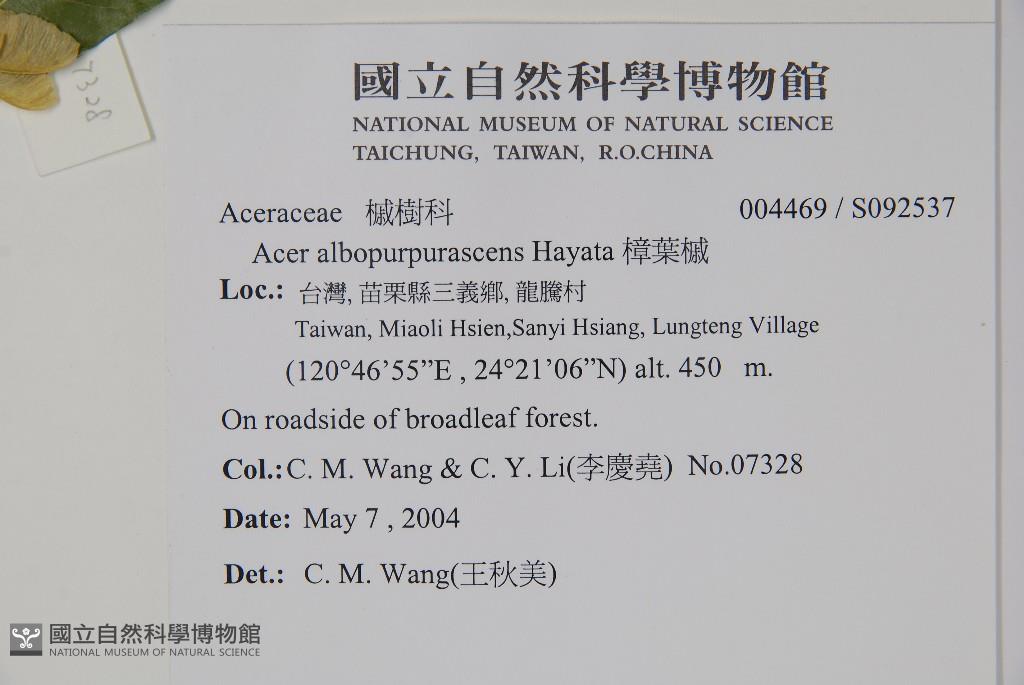 7328
國立自然科學博物館
NATIONAL MUSEUM OF NATURAL SCIENCE
TAICHUNG, TAIWAN, R.O.CHINA
Aceraceae 槭樹科 004469 / S092537
Acer albopurpurascens Hayata 樟葉槭
Loc.: 台灣, 苗栗縣三義鄉, 龍騰村
Taiwan, Miaoli Hsien,Sanyi Hsiang, Lungteng Village
(120°46’55”E , 24°21’06”N) alt. 450 m.
On roadside of broadleaf forest.
Col.: C. M. Wang & C. Y. Li(李慶堯) No.07328
Date: May 7 , 2004
Det.: C. M. Wang(王秋美)
國立自然科學博物館
NATIONAL MUSEUM OF NATURAL SCIENCE